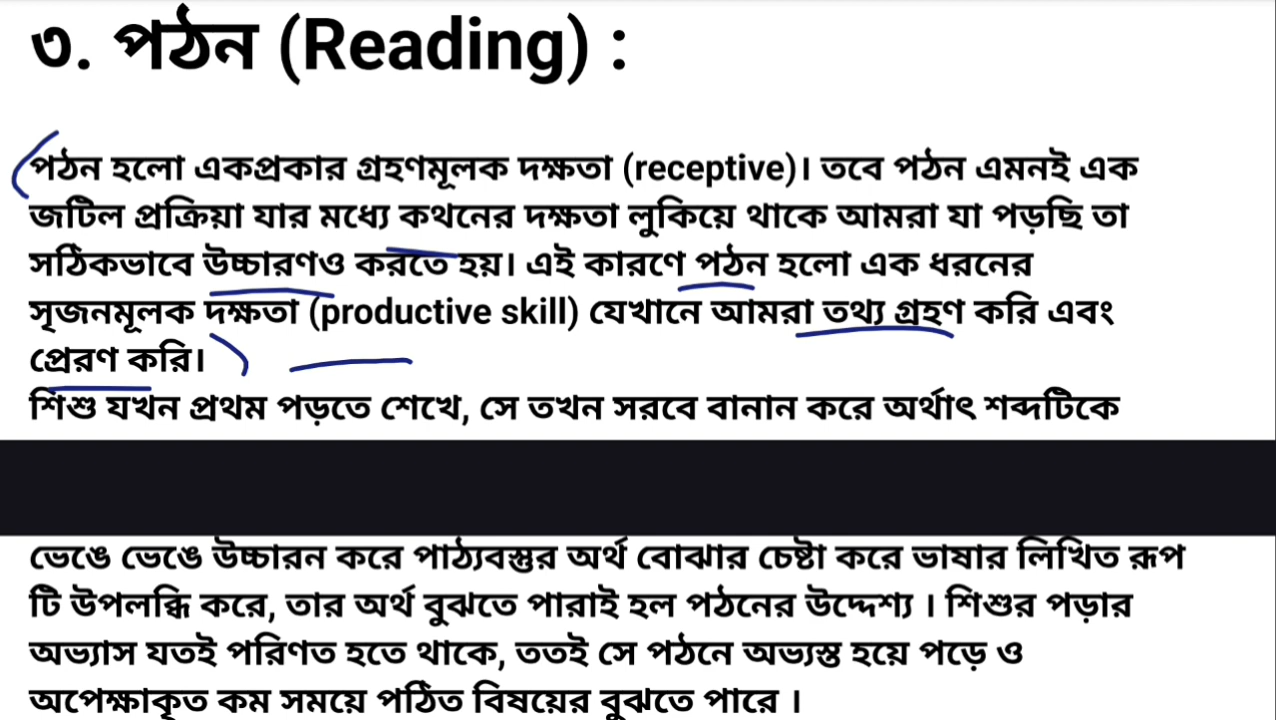 ৩. পঠন (Reading) :
পঠন হলো একপ্রকার গ্রহণমূলক দক্ষতা (receptive)। তবে পঠন এমনই এক
জটিল প্রক্রিয়া যার মধ্যে কথনের দক্ষতা লুকিয়ে থাকে আমরা যা পড়ছি তা
সঠিকভাবে উচ্চারণও করতে হয়। এই কারণে পঠন হলো এক ধরনের
সৃজনমূলক দক্ষতা (productive skill) যেখানে আমরা তথ্য গ্রহণ করি এবং
প্রেরণ করি।
শিশু যখন প্রথম পড়তে শেখে, সে তখন সরবে বানান করে অর্থাৎ শব্দটিকে
ভেঙে ভেঙে উচ্চারন করে পাঠ্যবস্তুর অর্থ বোঝার চেষ্টা করে ভাষার লিখিত রূপ
টি উপলব্ধি করে, তার অর্থ বুঝতে পারাই হল পঠনের উদ্দেশ্য । শিশুর পড়ার
অভ্যাস যতই পরিণত হতে থাকে, ততই সে পঠনে অভ্যস্ত হয়ে পড়ে ও
অপেক্ষাকৃত কম সময়ে পঠিত বিষয়ের বুঝতে পারে ।